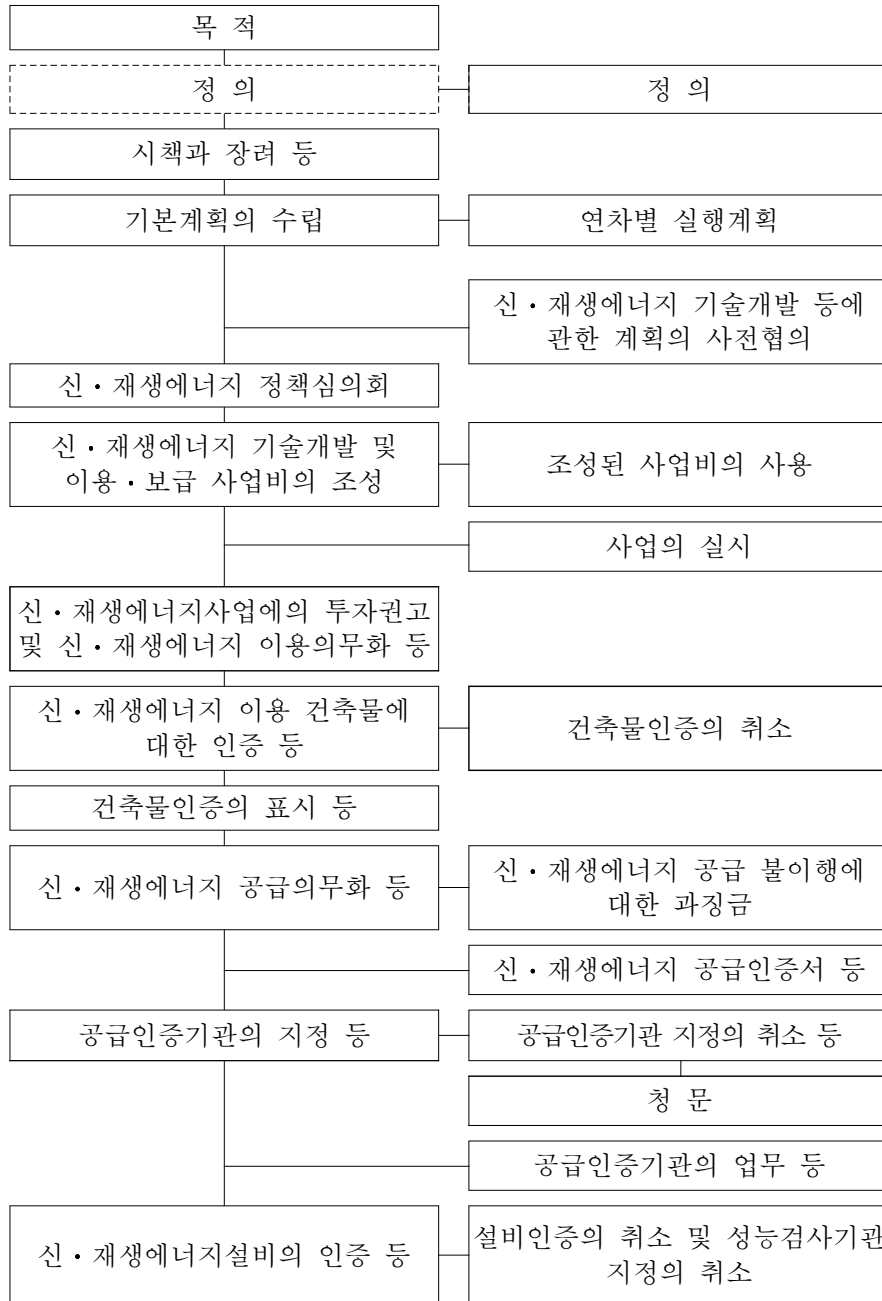 목 적
정 의
정 의
시책과 장려 등
기본계획의 수립
연차별 실행계획
신·재생에너지 기술개발 등에
관한 계획의 사전협의
신·재생에너지 정책심의회
신·재생에너지 기술개발 및
이용·보급 사업비의 조성
조성된 사업비의 사용
사업의 실시
신·재생에너지사업에의 투자권고
및 신·재생에너지 이용의무화 등
신·재생에너지 이용 건축물에
대한 인증 등
건축물인증의 취소
건축물인증의 표시 등
신·재생에너지 공급의무화 등
신·재생에너지 공급 불이행에
대한 과징금
신·재생에너지 공급인증서 등
공급인증기관의 지정 등
공급인증기관 지정의 취소 등
청 문
공급인증기관의 업무 등
신·재생에너지설비의 인증 등
설비인증의 취소 및 성능검사기관
지정의 취소